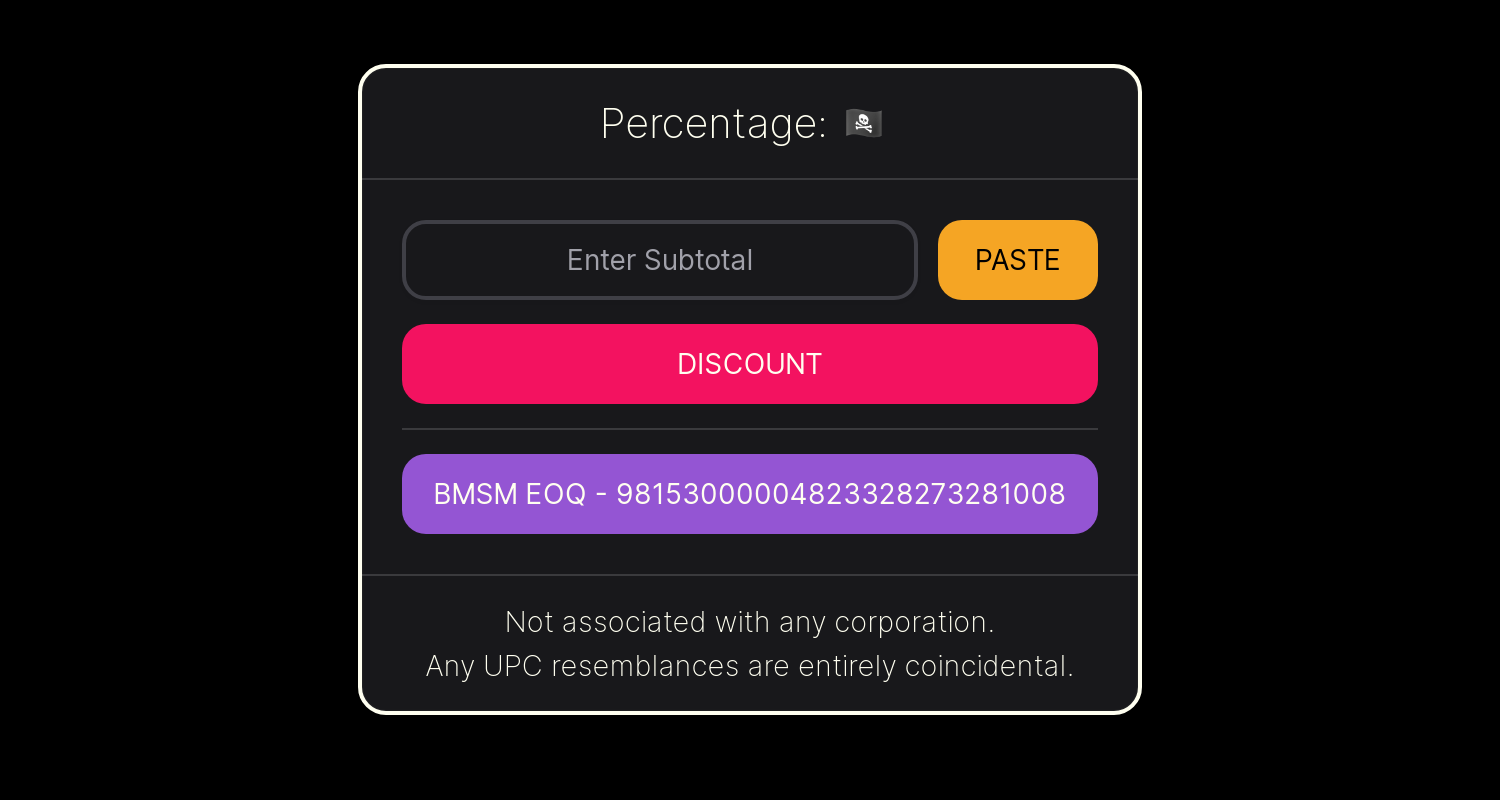 Percentage: 🏴‍☠️
Enter Subtotal
PASTE
DISCOUNT
BMSM EOQ - 98153000004823328273281008
Not associated with any corporation.
Any UPC resemblances are entirely coincidental.